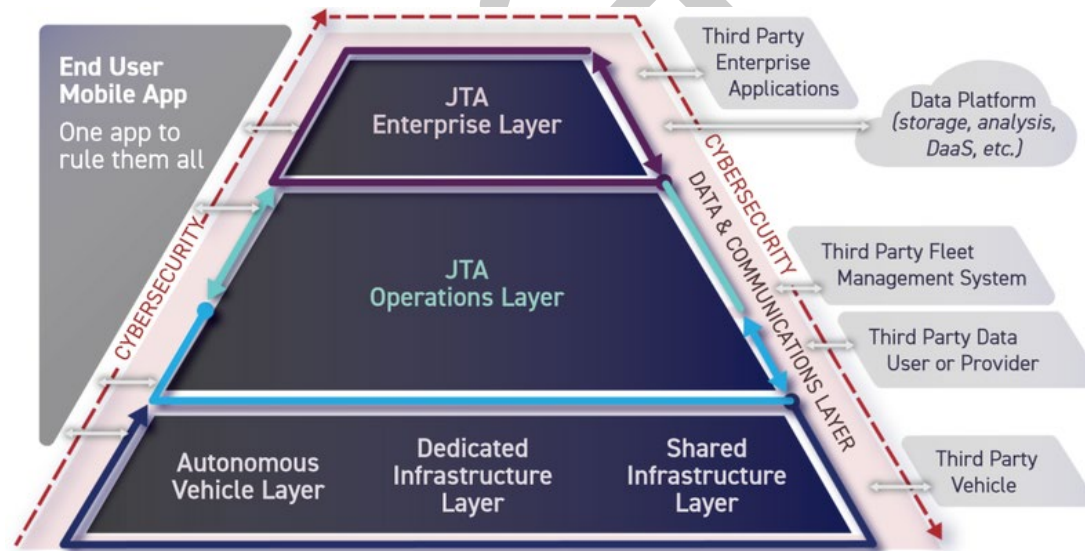 End User
Mobile App
One app to
rule them all
CYBERSECURITY
JTA
Enterprise Layer
JTA
Operations Layer
Autonomous
Vehicle Layer
Dedicated
Infrastructure
Layer
Shared
Infrastructure
Layer
DATA & COMMUNICATIONS LAYER
CYBERSECURITY
Third Party
Enterprise
Applications
Data Platform
(storage, analysis,
DaaS, etc.)
Third Party Fleet
Management System
Third Party Data
User or Provider
Third Party
Vehicle